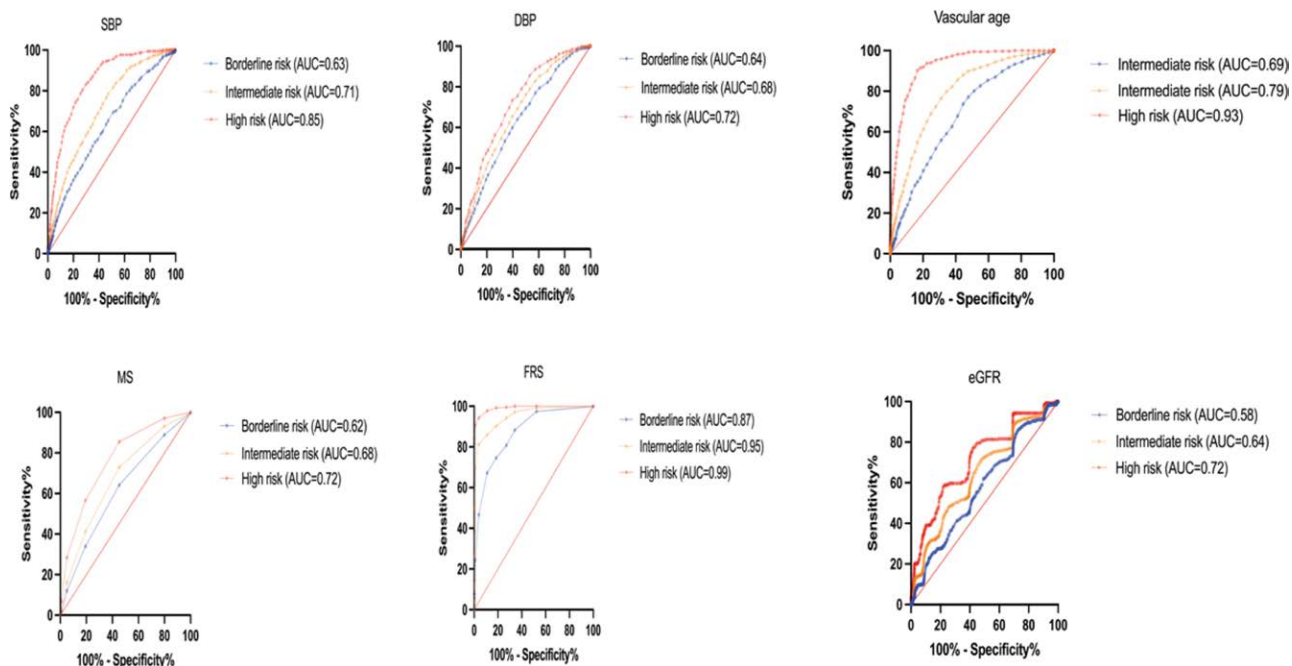 SBP
100
80
60
40
20
0
Sensitivity%
0 20 40 60 80 100
100% - Specificity%
Borderline risk (AUC=0.63)
Intermediate risk (AUC=0.71)
High risk (AUC=0.85)
DBP
100
80
60
40
20
0
Sensitivity%
0 20 40 60 80 100
100% - Specificity%
Borderline risk (AUC=0.64)
Intermediate risk (AUC=0.68)
High risk (AUC=0.72)
Vascular age
100
80
60
40
20
0
Sensitivity%
0 20 40 60 80 100
100% - Specificity%
Intermediate risk (AUC=0.69)
Intermediate risk (AUC=0.79)
High risk (AUC=0.93)
MS
100
80
60
40
20
0
Sensitivity%
0 20 40 60 80 100
100% - Specificity%
Borderline risk (AUC=0.62)
Intermediate risk (AUC=0.68)
High risk (AUC=0.72)
FRS
100
80
60
40
20
0
Sensitivity%
0 20 40 60 80 100
100% - Specificity%
Borderline risk (AUC=0.87)
Intermediate risk (AUC=0.95)
High risk (AUC=0.99)
eGFR
100
80
60
40
20
0
Sensitivity%
0 20 40 60 80 100
100% - Specificity%
Borderline risk (AUC=0.58)
Intermediate risk (AUC=0.64)
High risk (AUC=0.72)